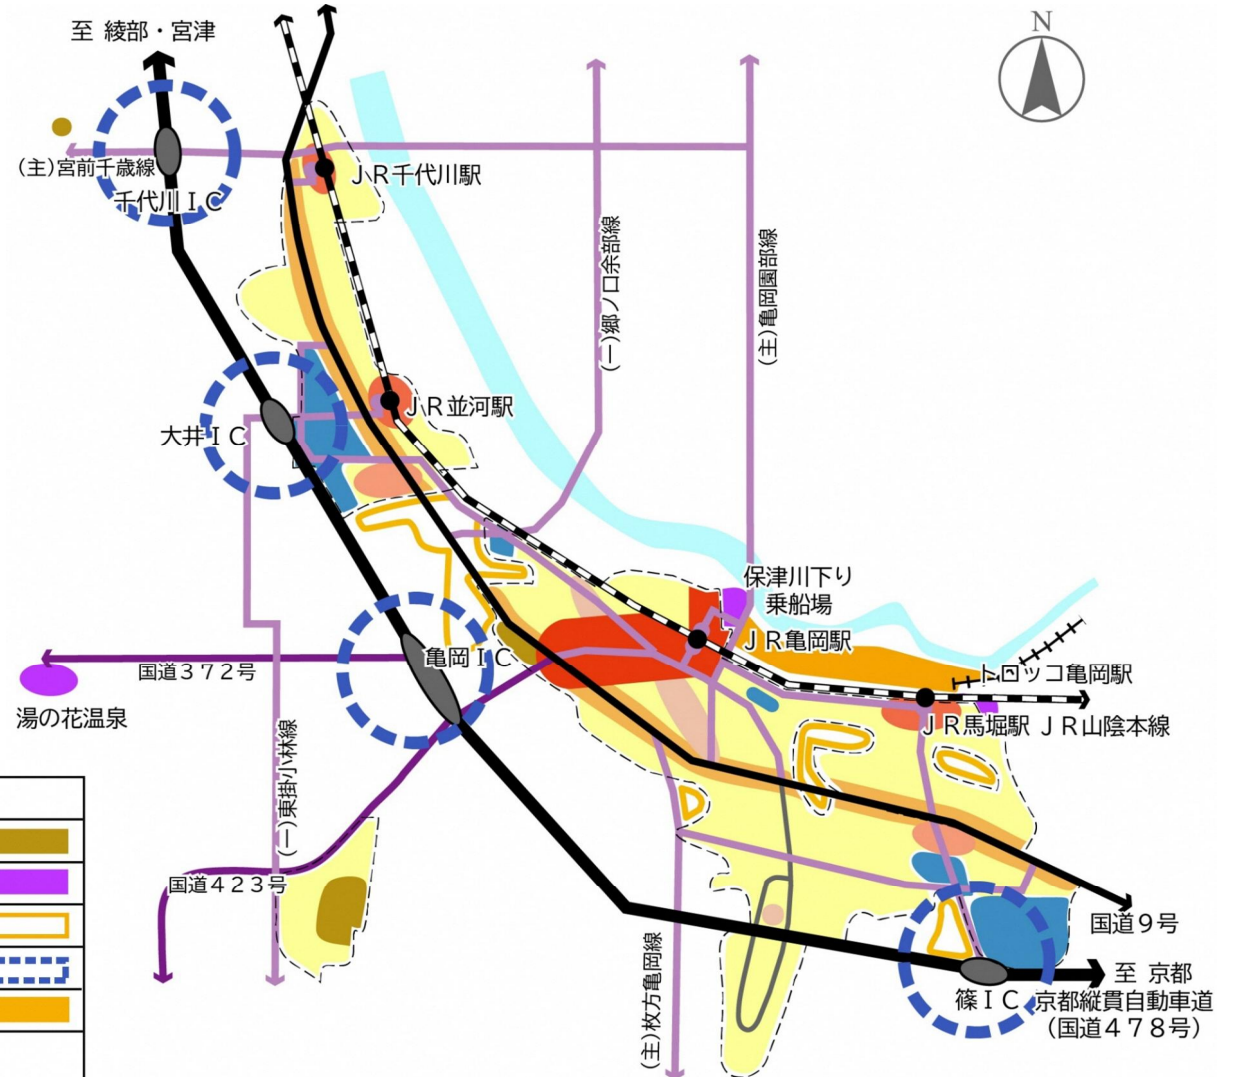 至 綾部・宮津
N
(主)宮前千歳線
千代川ＩＣ
ＪＲ千代川駅
(一)郷ノ口余部線
(主)亀岡園部線
ＪＲ並河駅
大井ＩＣ
保津川下り
乗船場
ＪＲ亀岡駅
亀岡ＩＣ
国道３７２号
湯の花温泉
トロッコ亀岡駅
ＪＲ馬堀駅
ＪＲ山陰本線
(一)東掛小林線
国道４２３号
国道９号
(主)枚方亀岡線
至 京都
篠ＩＣ
京都縦貫自動車道
（国道４７８号）